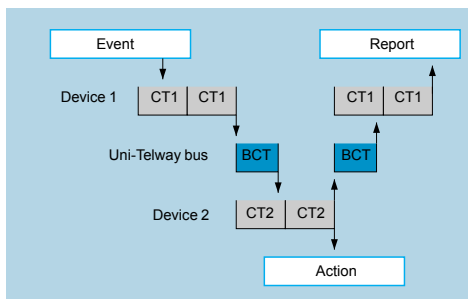 Event Report
Device 1 CT1 CT1 CT1 CT1
Uni-Telway bus BCT BCT
Device 2 CT2 CT2
Action